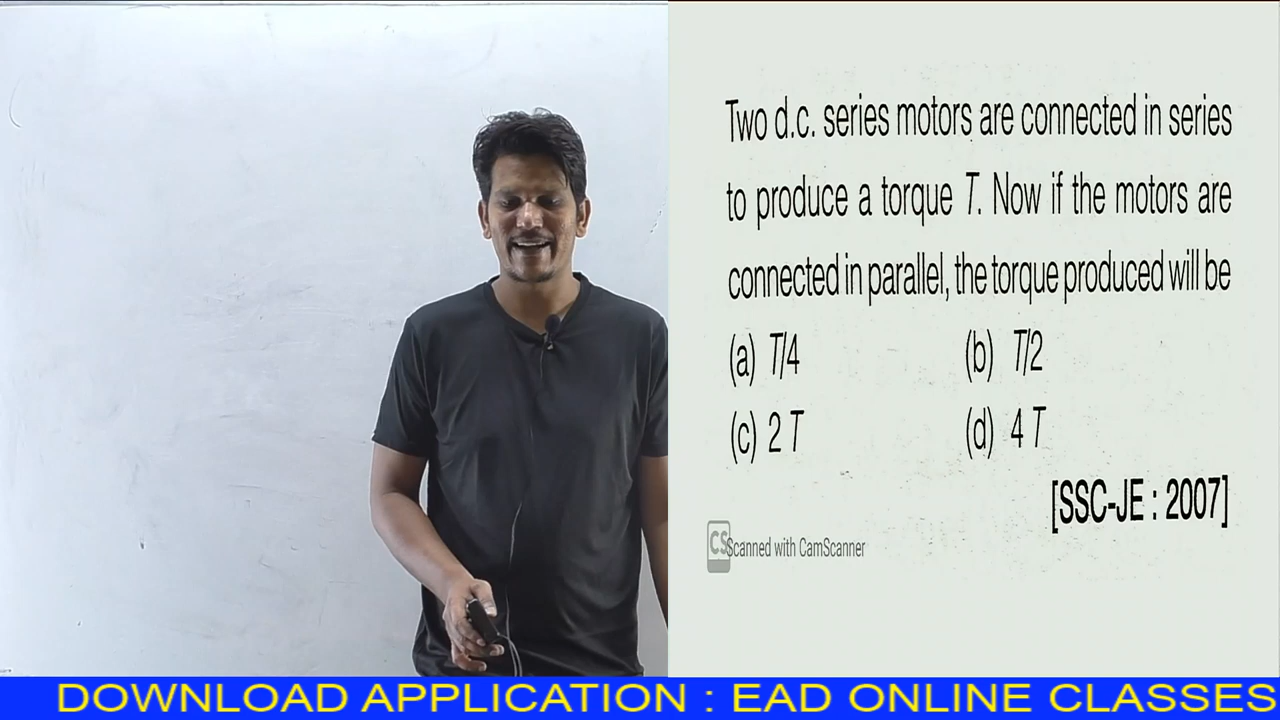 Two d.c. series motors are connected in series
to produce a torque T. Now if the motors are
connected in parallel, the torque produced will be
(a) T/4 (b) T/2
(c) 2 T (d) 4 T
[SSC-JE : 2007]
CS Scanned with CamScanner
DOWNLOAD APPLICATION : EAD ONLINE CLASSES